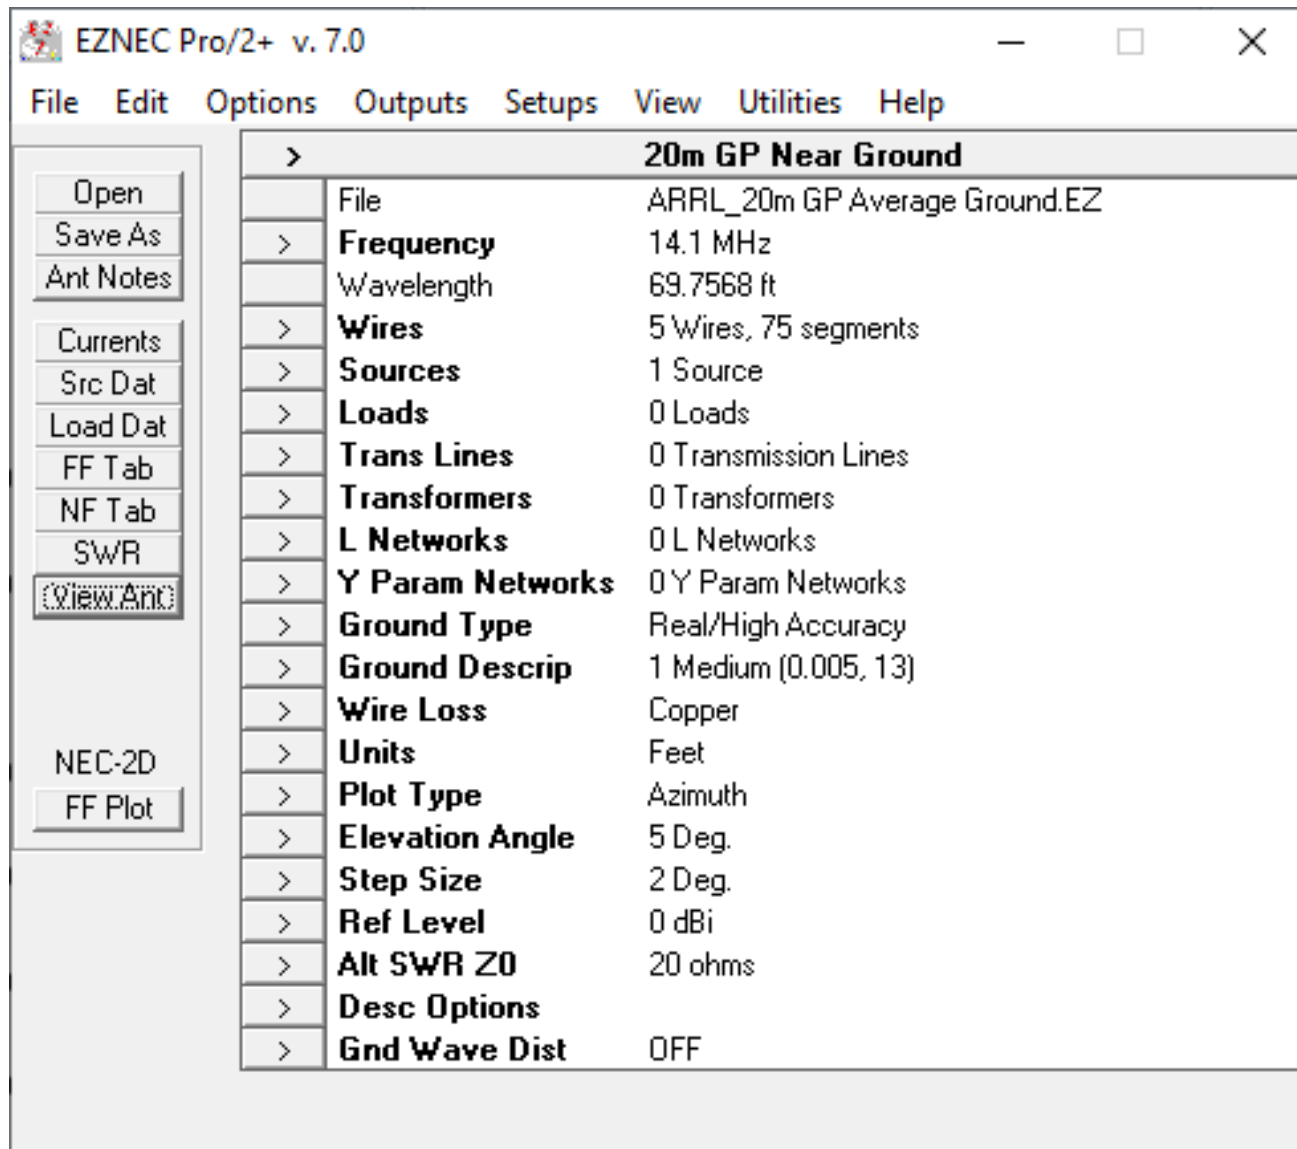 EZNEC Pro/2+ v. 7.0
File Edit Options Outputs Setups View Utilities Help
Open
Save As
Ant Notes
Currents
Src Dat
Load Dat
FF Tab
NF Tab
SWR
View Ant
NEC-2D
FF Plot
> 20m GP Near Ground
File ARRL_20m GP Average Ground.EZ
> Frequency 14.1 MHz
Wavelength 69.7568 ft
> Wires 5 Wires, 75 segments
> Sources 1 Source
> Loads 0 Loads
> Trans Lines 0 Transmission Lines
> Transformers 0 Transformers
> L Networks 0 L Networks
> Y Param Networks 0 Y Param Networks
> Ground Type Real/High Accuracy
> Ground Descrip 1 Medium (0.005, 13)
> Wire Loss Copper
> Units Feet
> Plot Type Azimuth
> Elevation Angle 5 Deg.
> Step Size 2 Deg.
> Ref Level 0 dBi
> Alt SWR Z0 20 ohms
> Desc Options
> Gnd Wave Dist OFF